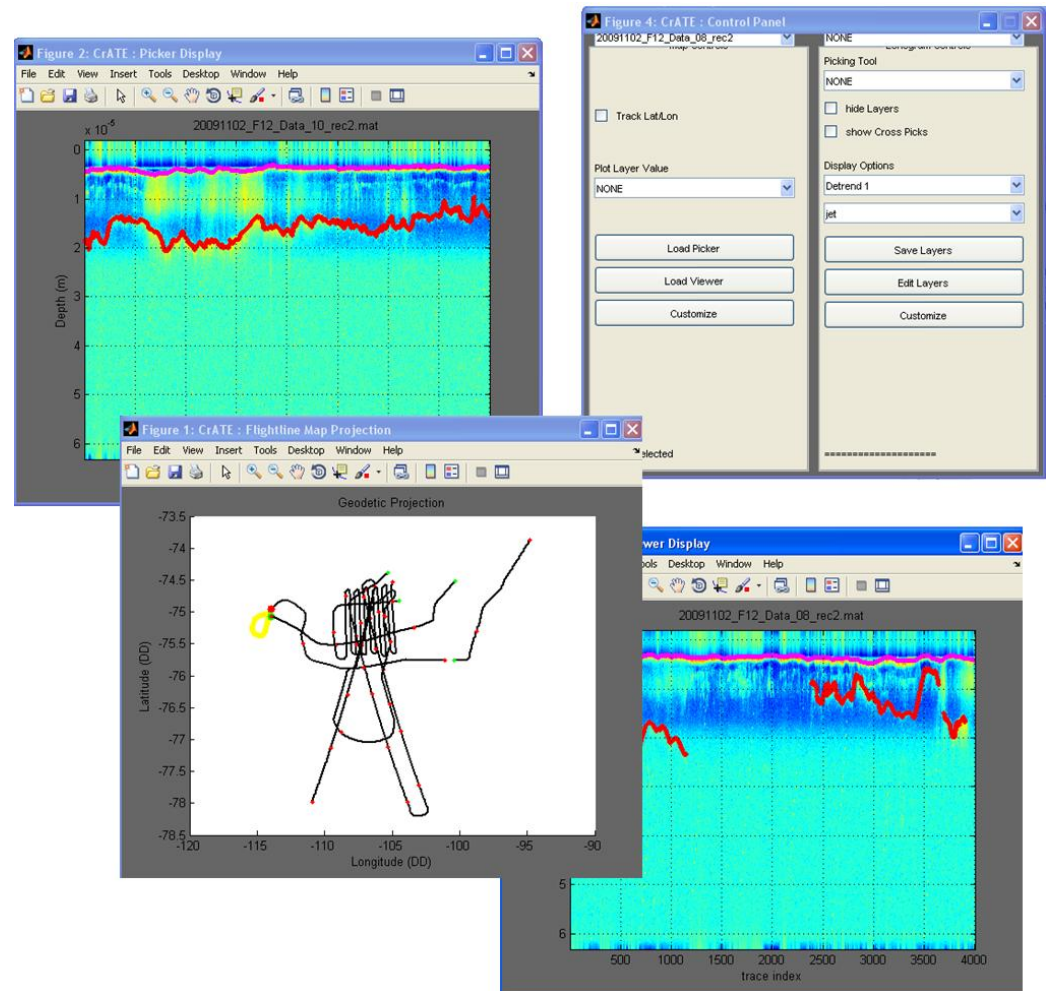 Figure 2: CrATE : Picker Display
File Edit View Insert Tools Desktop Window Help
x 10^-5
20091102_F12_Data_10_rec2.mat
0
1
2
3
4
5
6
Depth (m)
Figure 4: CrATE : Control Panel
20091102_F12_Data_08_rec2
NONE
Map Controls
Echogram Controls
Picking Tool
NONE
hide Layers
show Cross Picks
Track Lat/Lon
Plot Layer Value
NONE
Display Options
Detrend 1
jet
Load Picker
Save Layers
Load Viewer
Edit Layers
Customize
Customize
elected
====================
Figure 1: CrATE : Flightline Map Projection
File Edit View Insert Tools Desktop Window Help
Geodetic Projection
-73.5
-74
-74.5
-75
-75.5
-76
-76.5
-77
-77.5
-78
-78.5
-120 -115 -110 -105 -100 -95 -90
Latitude (DD)
Longitude (DD)
wer Display
ols Desktop Window Help
20091102_F12_Data_08_rec2.mat
5
6
500 1000 1500 2000 2500 3000 3500 4000
trace index